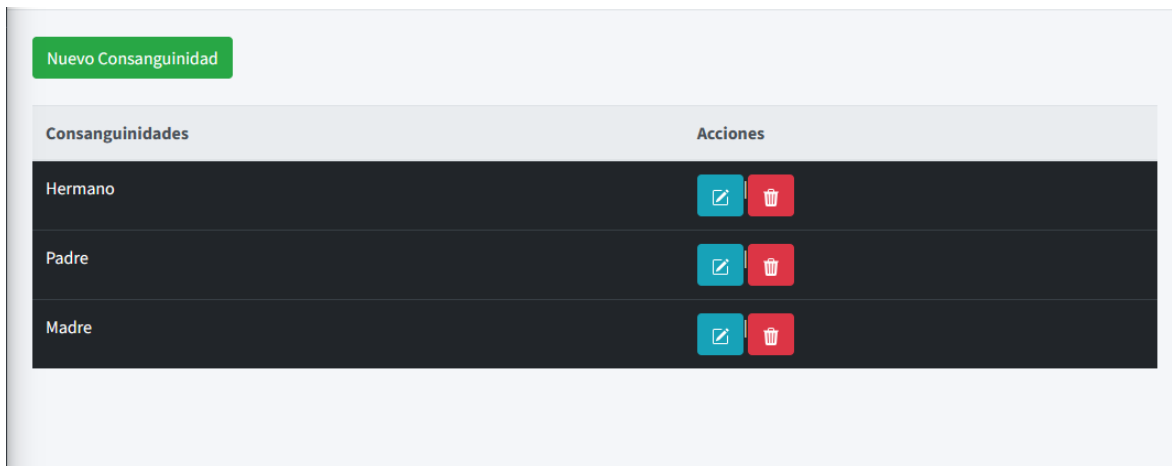 Nuevo Consanguinidad
Consanguinidades Acciones
Hermano |
Padre |
Madre |